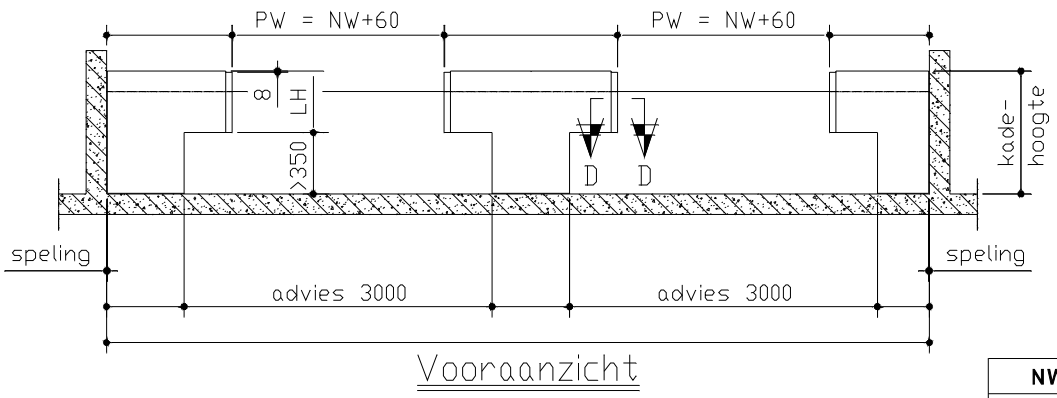 PW = NW+60 PW = NW+60
8
LH
>350
D D
kade-
hoogte
speling speling
advies 3000 advies 3000
Vooraanzicht
NW